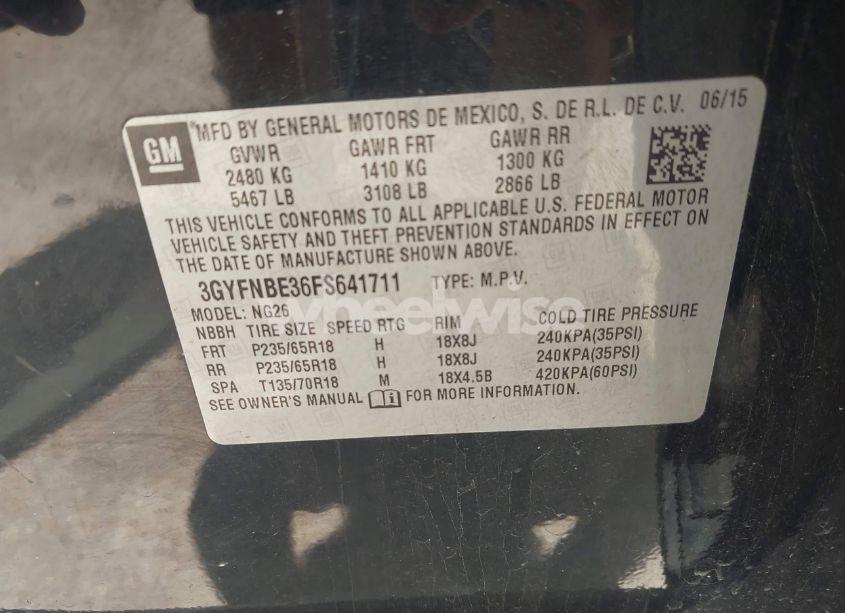 GM
MFD BY GENERAL MOTORS DE MEXICO, S. DE R.L. DE C.V. 06/15
GVWR GAWR FRT GAWR RR
2480 KG 1410 KG 1300 KG
5467 LB 3108 LB 2866 LB
THIS VEHICLE CONFORMS TO ALL APPLICABLE U.S. FEDERAL MOTOR
VEHICLE SAFETY AND THEFT PREVENTION STANDARDS IN EFFECT ON
THE DATE OF MANUFACTURE SHOWN ABOVE.
3GYFNBE36FS641711 TYPE: M.P.V.
wheelwise
MODEL: NG26
NBBH TIRE SIZE SPEED RTG RIM COLD TIRE PRESSURE
FRT P235/65R18 H 18X8J 240KPA(35PSI)
RR P235/65R18 H 18X8J 240KPA(35PSI)
SPA T135/70R18 M 18X4.5B 420KPA(60PSI)
SEE OWNER'S MANUAL FOR MORE INFORMATION.